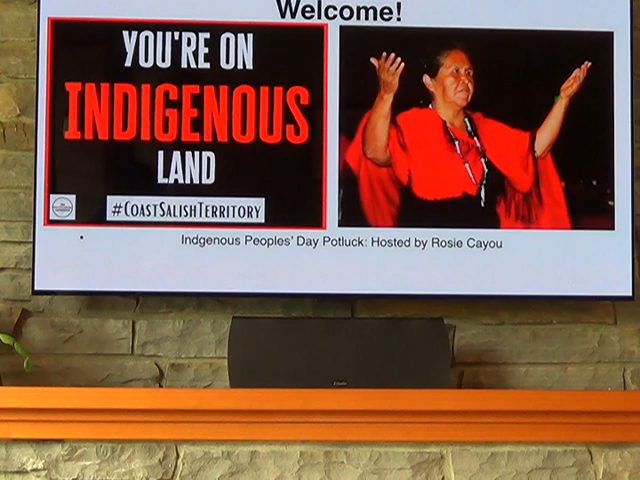 Welcome!
YOU'RE ON
INDIGENOUS
LAND
#COASTSALISHTERRITORY
Indgenous Peoples' Day Potluck: Hosted by Rosie Cayou